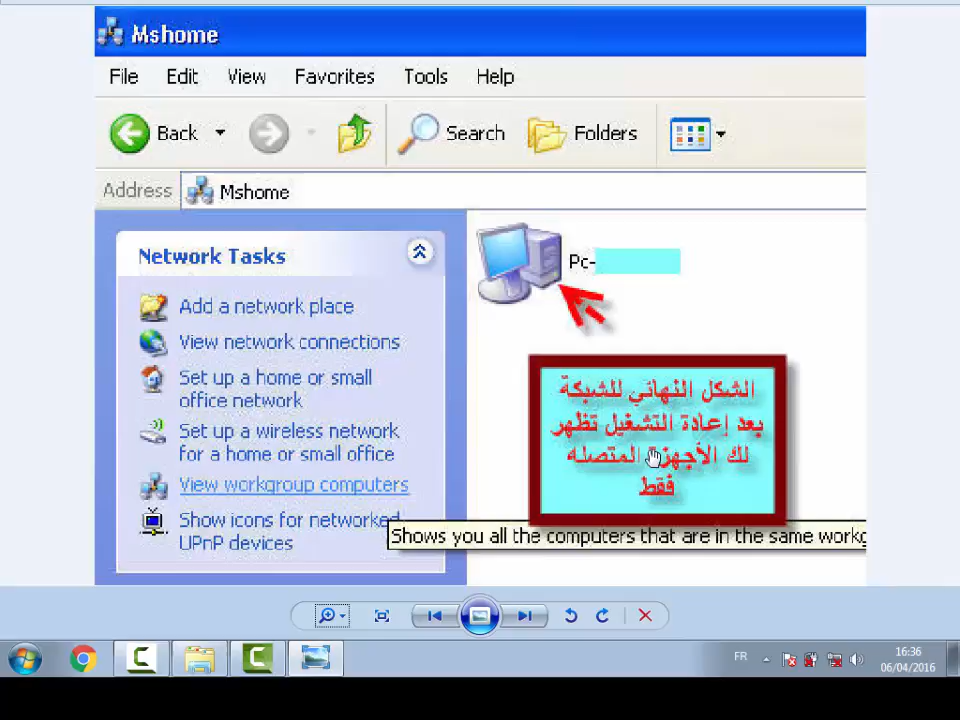 Mshome
File Edit View Favorites Tools Help
Back Search Folders
Address Mshome
Network Tasks
Pc-
Add a network place
View network connections
Set up a home or small
office network
Set up a wireless network
for a home or small office
View workgroup computers
Show icons for networked
UPnP devices
الشكل النهائي للشبكة
بعد إعادة التشغيل تظهر
لك الأجهزة المتصله
فقط
Shows you all the computers that are in the same workg
FR
16:36
06/04/2016